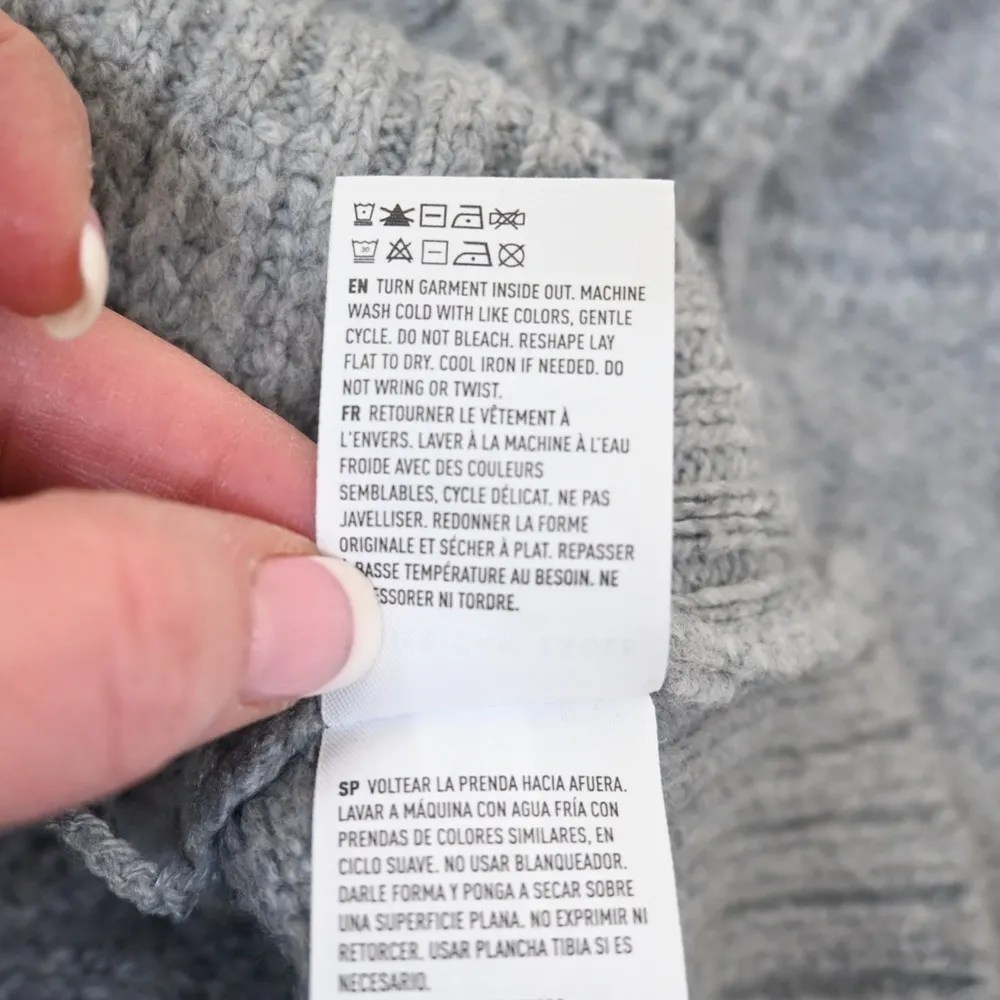 30
EN TURN GARMENT INSIDE OUT. MACHINE
WASH COLD WITH LIKE COLORS, GENTLE
CYCLE. DO NOT BLEACH. RESHAPE LAY
FLAT TO DRY. COOL IRON IF NEEDED. DO
NOT WRING OR TWIST.
FR RETOURNER LE VÊTEMENT À
L'ENVERS. LAVER À LA MACHINE À L'EAU
FROIDE AVEC DES COULEURS
SEMBLABLES, CYCLE DÉLICAT. NE PAS
JAVELLISER. REDONNER LA FORME
ORIGINALE ET SÉCHER À PLAT. REPASSER
BASSE TEMPÉRATURE AU BESOIN. NE
ESSORER NI TORDRE.
SP VOLTEAR LA PRENDA HACIA AFUERA.
LAVAR A MÁQUINA CON AGUA FRÍA CON
PRENDAS DE COLORES SIMILARES, EN
CICLO SUAVE. NO USAR BLANQUEADOR.
DARLE FORMA Y PONGA A SECAR SOBRE
UNA SUPERFICIE PLANA. NO EXPRIMIR NI
RETORCER. USAR PLANCHA TIBIA SI ES
NECESARIO.